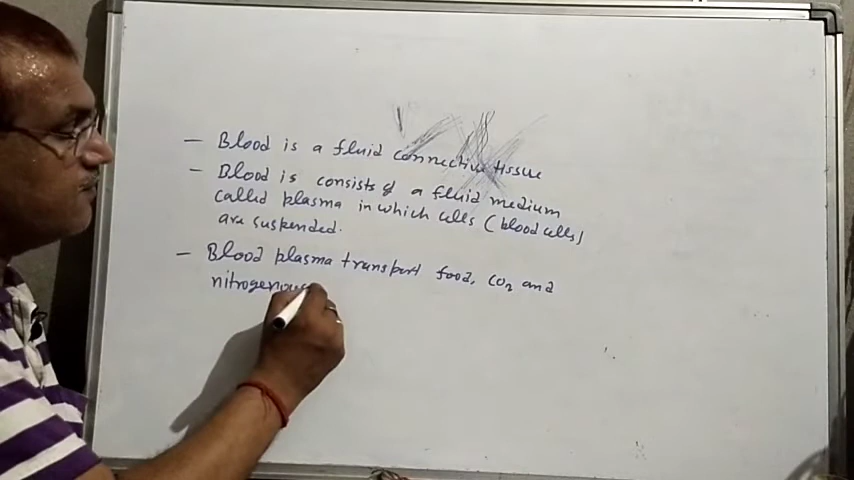 - Blood is a fluid connective tissue
- Blood is consists of a fluid medium
called plasma in which cells (blood cells)
are suspended.
- Blood plasma transport food, CO2 and
nitrogenous